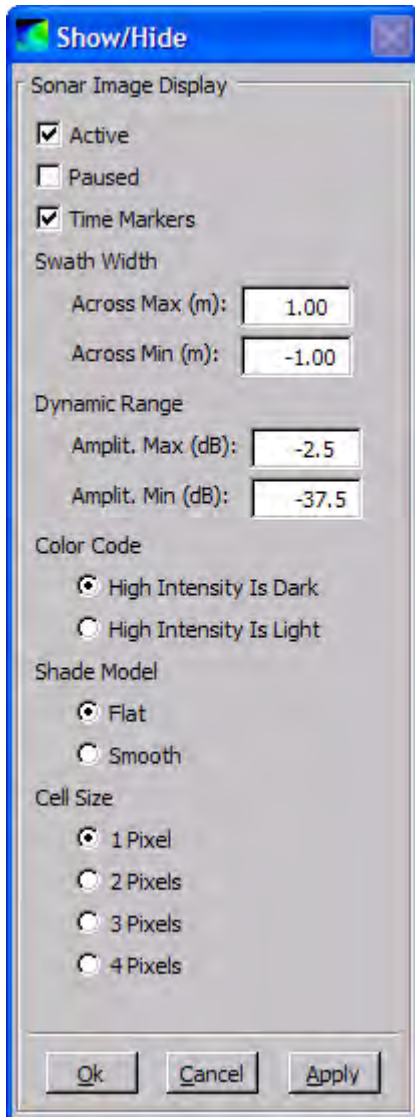 Show/Hide
Sonar Image Display
Active
Paused
Time Markers
Swath Width
Across Max (m): 1.00
Across Min (m): -1.00
Dynamic Range
Amplit. Max (dB): -2.5
Amplit. Min (dB): -37.5
Color Code
High Intensity Is Dark
High Intensity Is Light
Shade Model
Flat
Smooth
Cell Size
1 Pixel
2 Pixels
3 Pixels
4 Pixels
Ok Cancel Apply